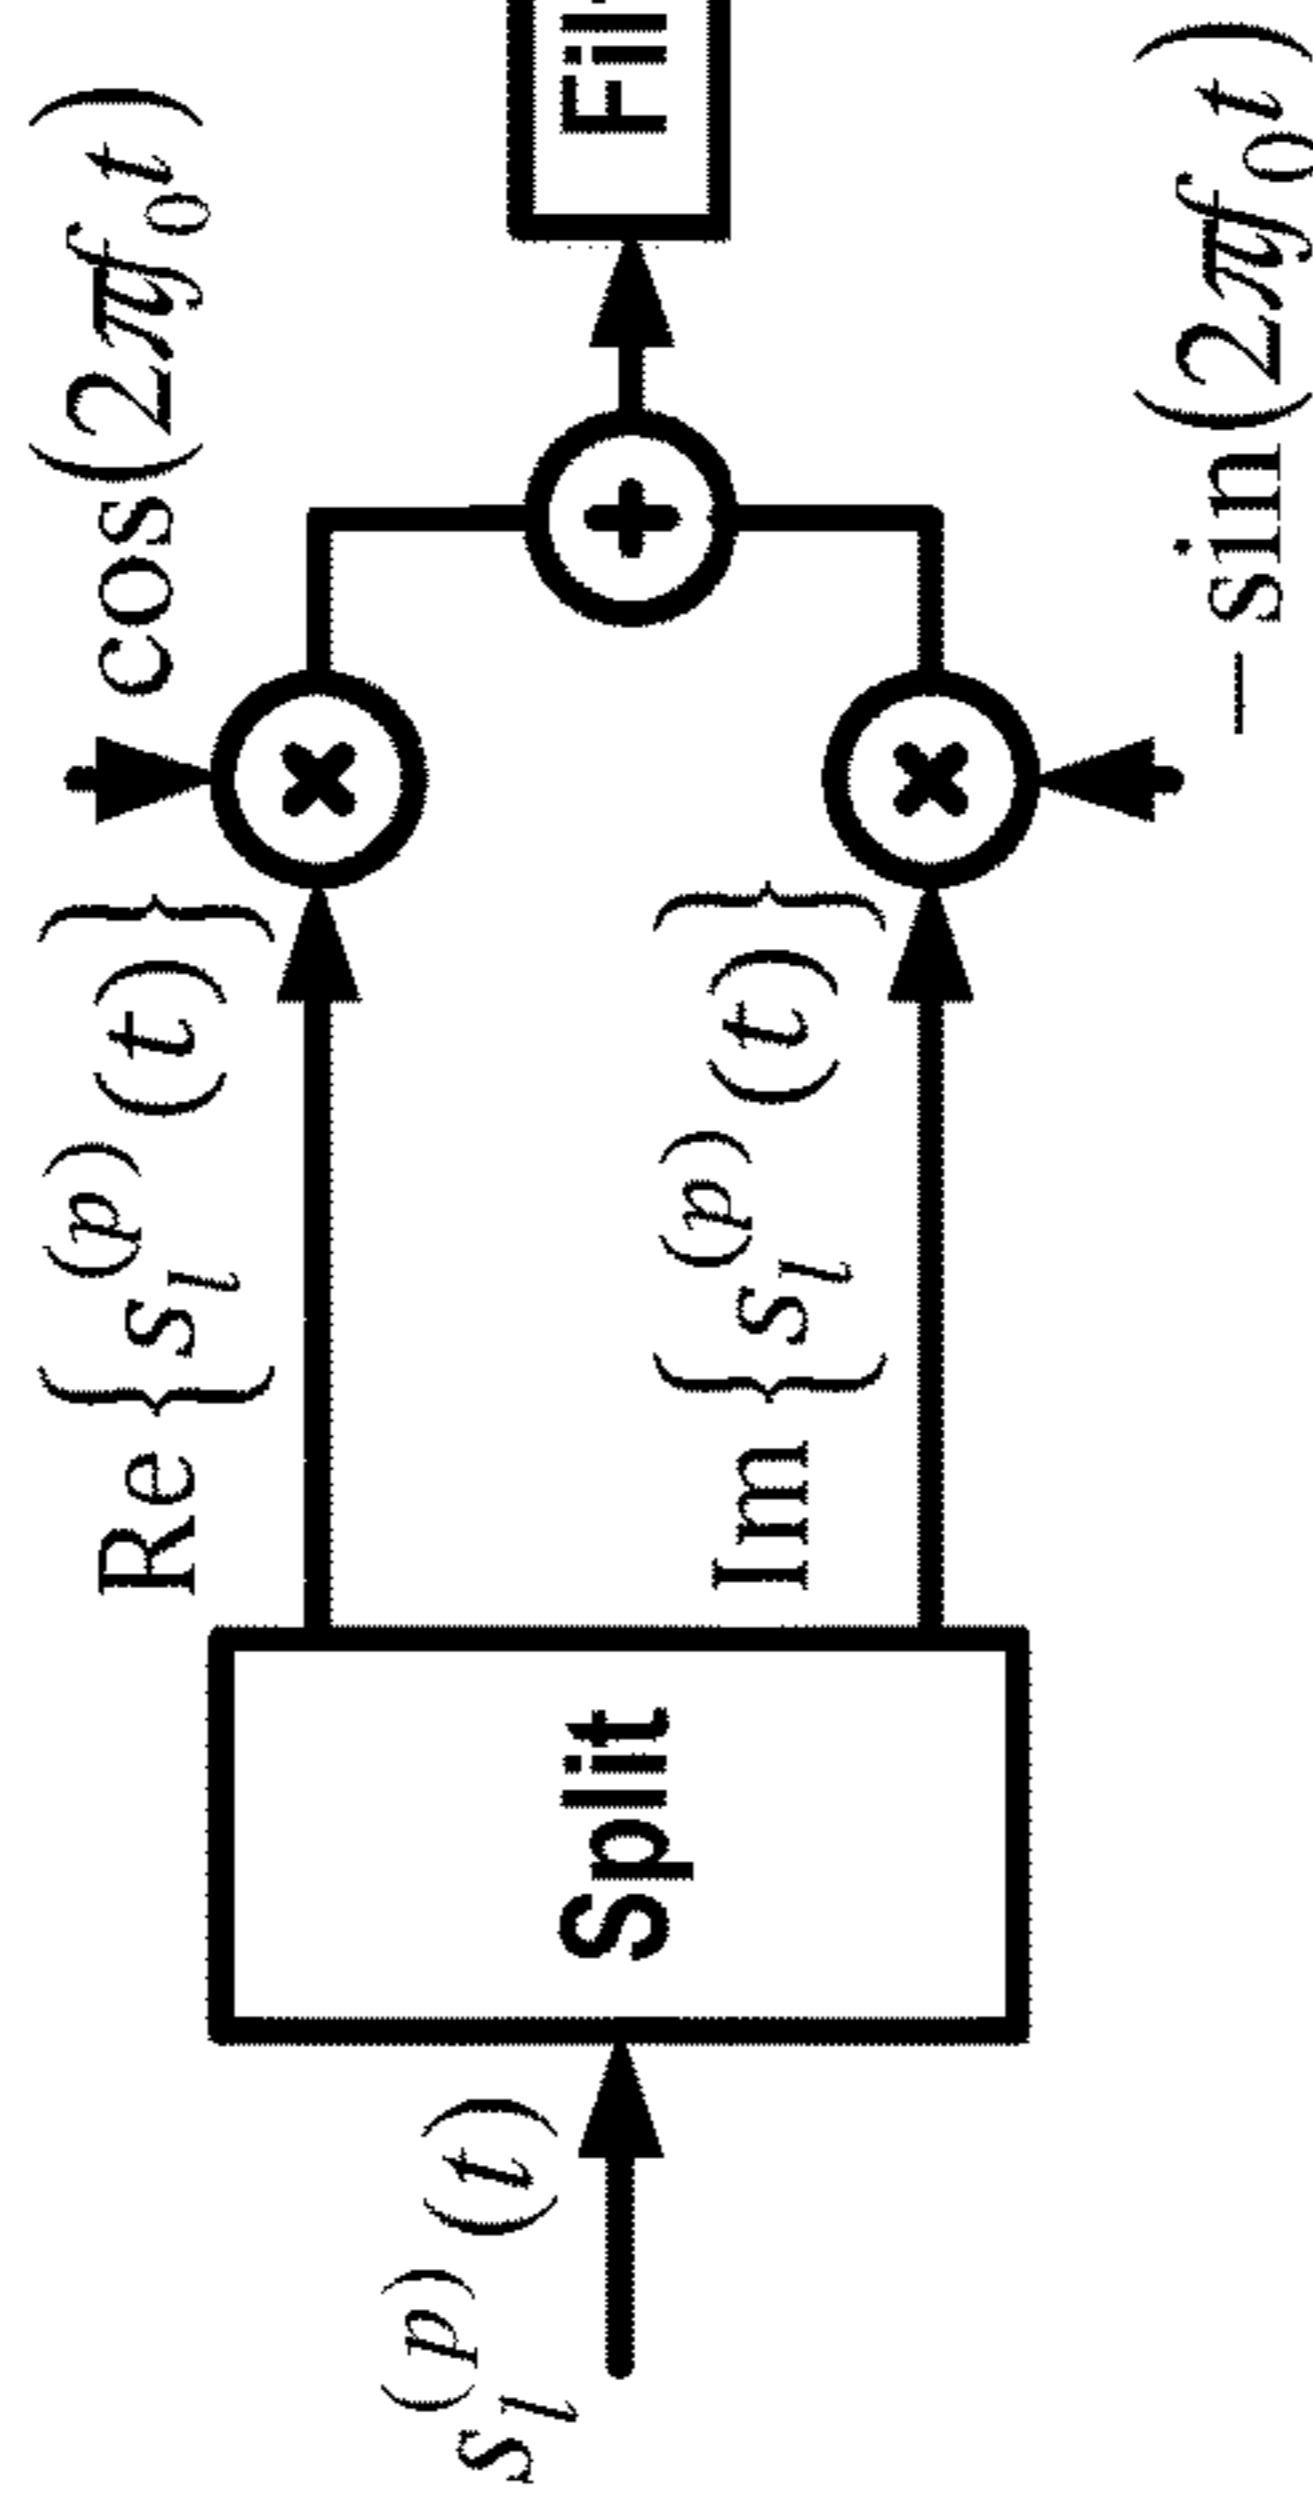 s_l^{(p)}(t)
Split
Re{s_l^{(p)}(t)}
Im{s_l^{(p)}(t)}
cos(2πf_0t)
−sin(2πf_0t)
×
×
+